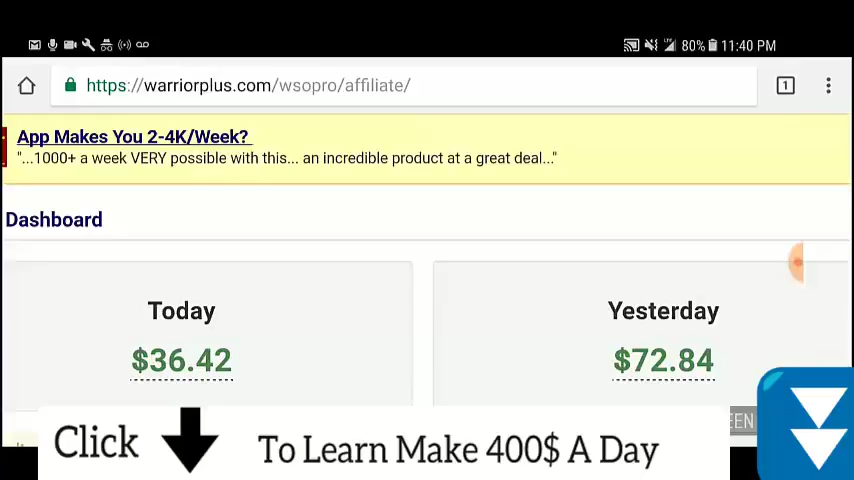 80% 11:40 PM
https://warriorplus.com/wsopro/affiliate/
1
App Makes You 2-4K/Week?
"...1000+ a week VERY possible with this... an incredible product at a great deal..."
Dashboard
Today
Yesterday
$36.42
$72.84
Click
To Learn Make 400$ A Day